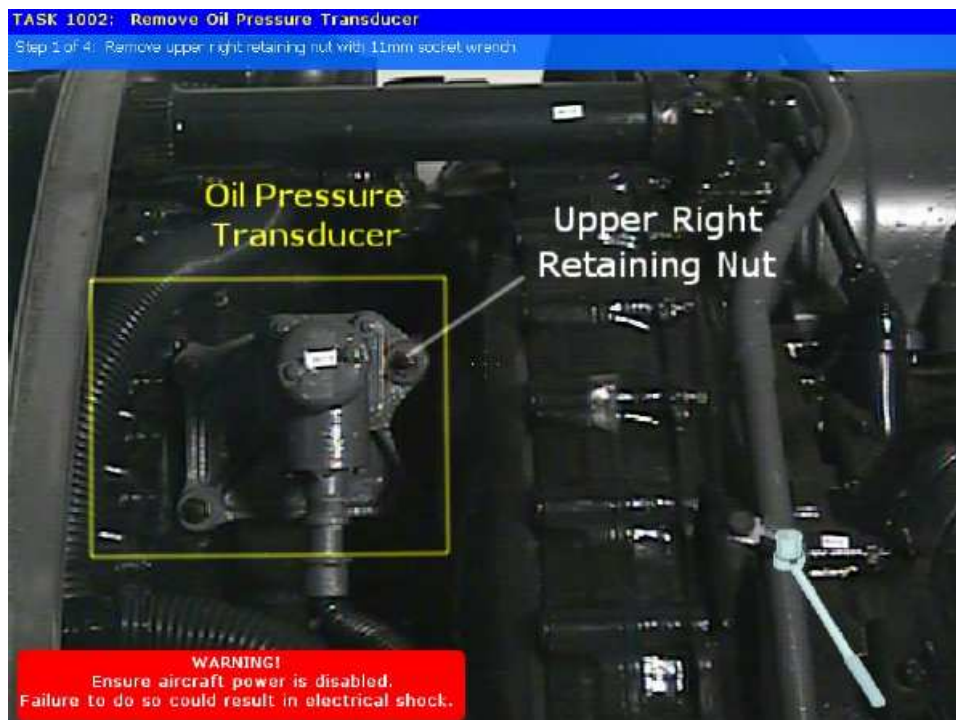 TASK 1002: Remove Oil Pressure Transducer
Step 1 of 4: Remove upper right retaining nut with 11mm socket wrench
Oil Pressure
Transducer
Upper Right
Retaining Nut
WARNING!
Ensure aircraft power is disabled.
Failure to do so could result in electrical shock.